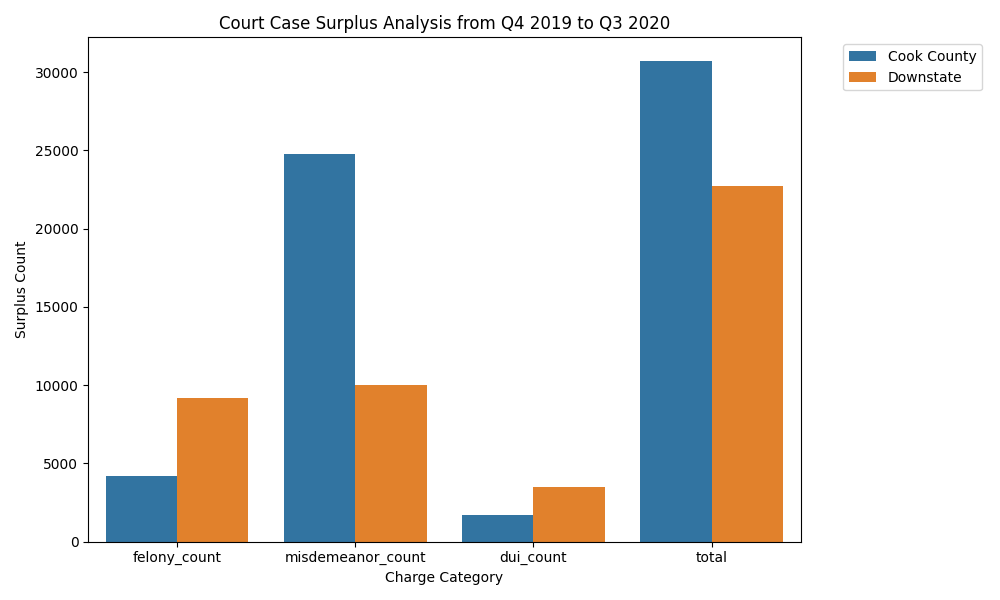 Court Case Surplus Analysis from Q4 2019 to Q3 2020
Cook County
Downstate
Surplus Count
30000
25000
20000
15000
10000
5000
0
felony_count
misdemeanor_count
dui_count
total
Charge Category